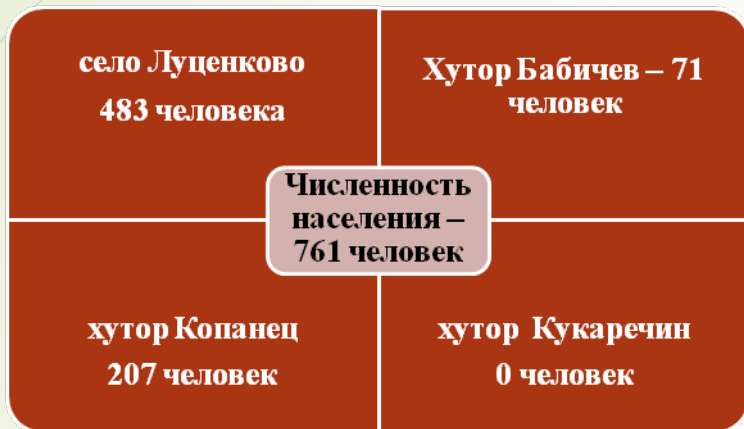 село Луценково
483 человека
Хутор Бабичев – 71
человек
Численность
населения –
761 человек
хутор Копанец
207 человек
хутор Кукаречин
0 человек